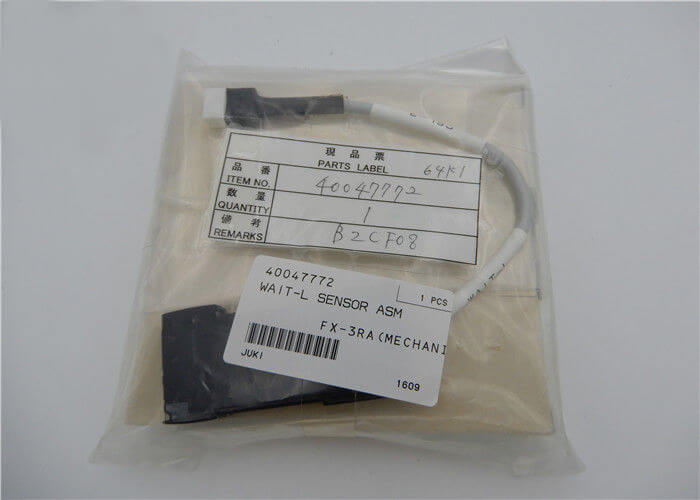 現品票
PARTS LABEL
64K1
品番
ITEM NO.
40047772
数量
QUANTITY
1
備考
REMARKS
B2CF08
40047772
1 PCS
WAIT-L SENSOR ASM
FX-3RA(MECHANI
JUKI
1609
WAIT-L